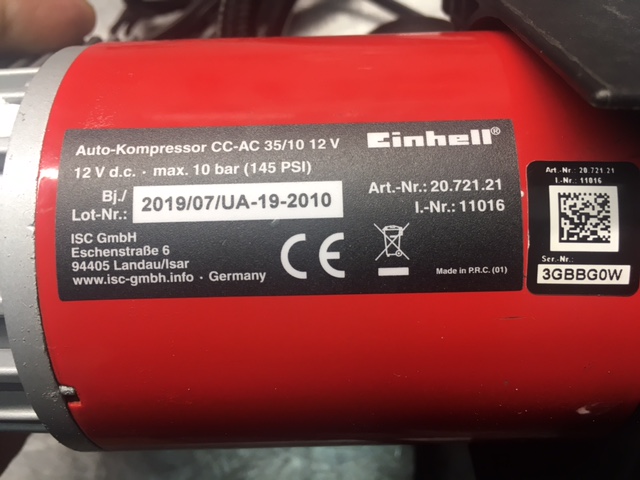 Auto-Kompressor CC-AC 35/10 12 V
12 V d.c. · max. 10 bar (145 PSI)
Bj./
Lot-Nr.: 2019/07/UA-19-2010
ISC GmbH
Eschenstraße 6
94405 Landau/Isar
www.isc-gmbh.info · Germany
Einhell®
Art.-Nr.: 20.721.21
I.-Nr.: 11016
CE
Made in P.R.C. (01)
Art.-Nr.: 20.721.21
I.-Nr.: 11016
Ser.-Nr.:
3GBBG0W